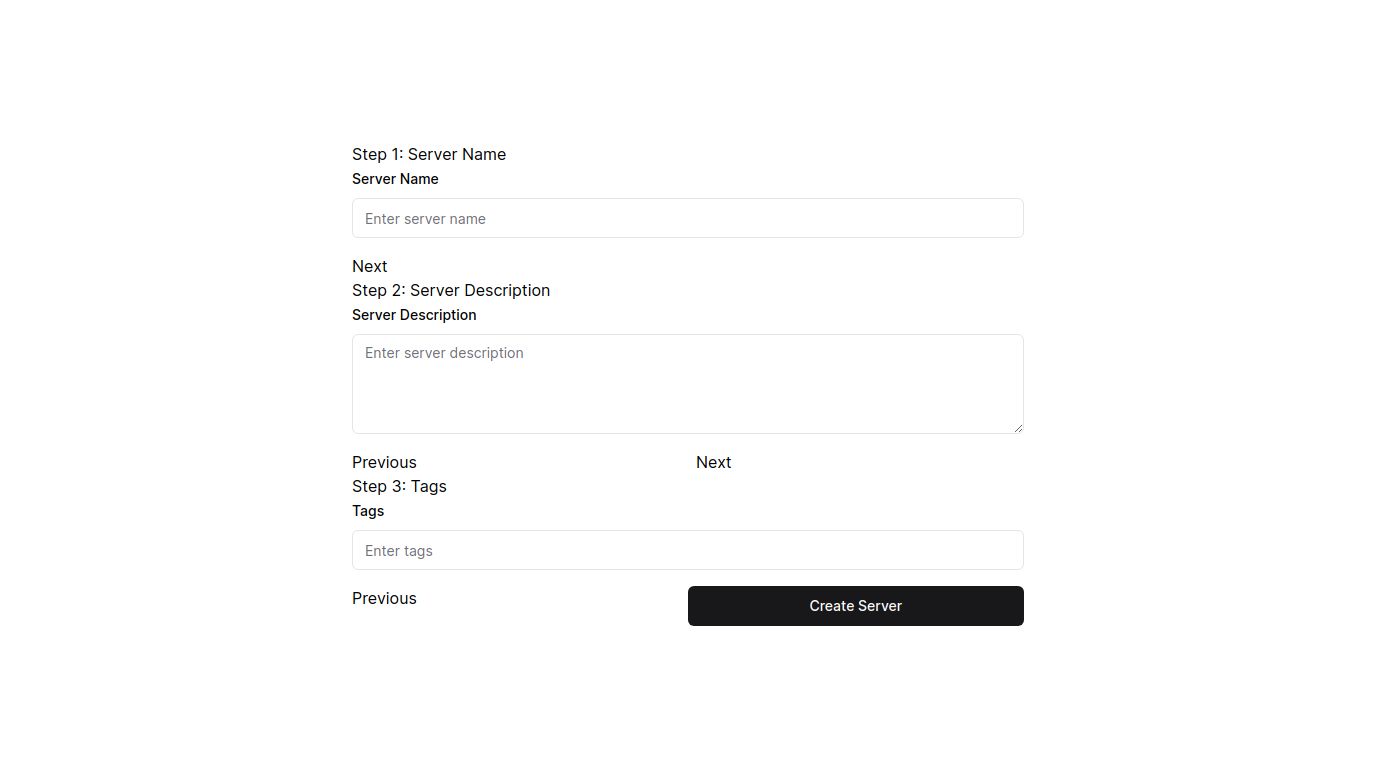 Step 1: Server Name
Server Name
Enter server name
Next
Step 2: Server Description
Server Description
Enter server description
Previous Next
Step 3: Tags
Tags
Enter tags
Previous Create Server